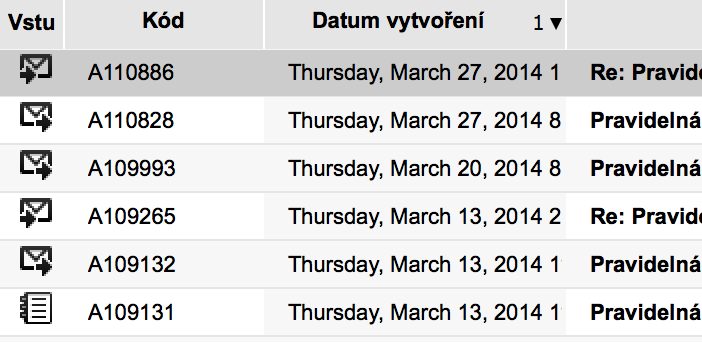 Vstu Kód Datum vytvoření 1 ▼
A110886 Thursday, March 27, 2014 1 Re: Pravide
A110828 Thursday, March 27, 2014 8 Pravidelná
A109993 Thursday, March 20, 2014 8 Pravidelná
A109265 Thursday, March 13, 2014 2 Re: Pravide
A109132 Thursday, March 13, 2014 1 Pravidelná
A109131 Thursday, March 13, 2014 1 Pravidelná